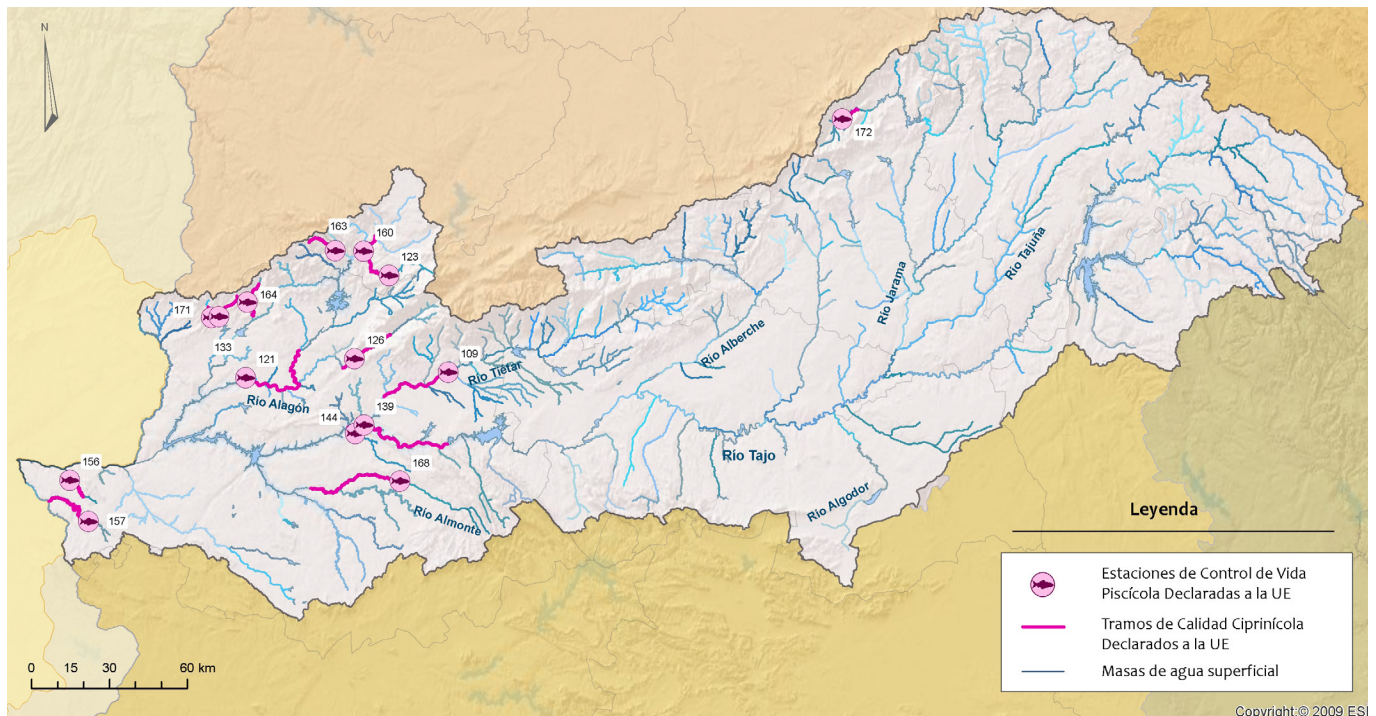 N
172
163
160
123
164
171
133
126
121
109
Río Tiétar
Río Alagón
139
144
168
156
157
Río Almonte
Río Alberche
Río Jarama
Río Tajuña
Río Tajo
Río Algodor
Leyenda
Estaciones de Control de Vida
Piscícola Declaradas a la UE
Tramos de Calidad Ciprinícola
Declarados a la UE
Masas de agua superficial
0 15 30 60 km
Copyright:© 2009 ESI